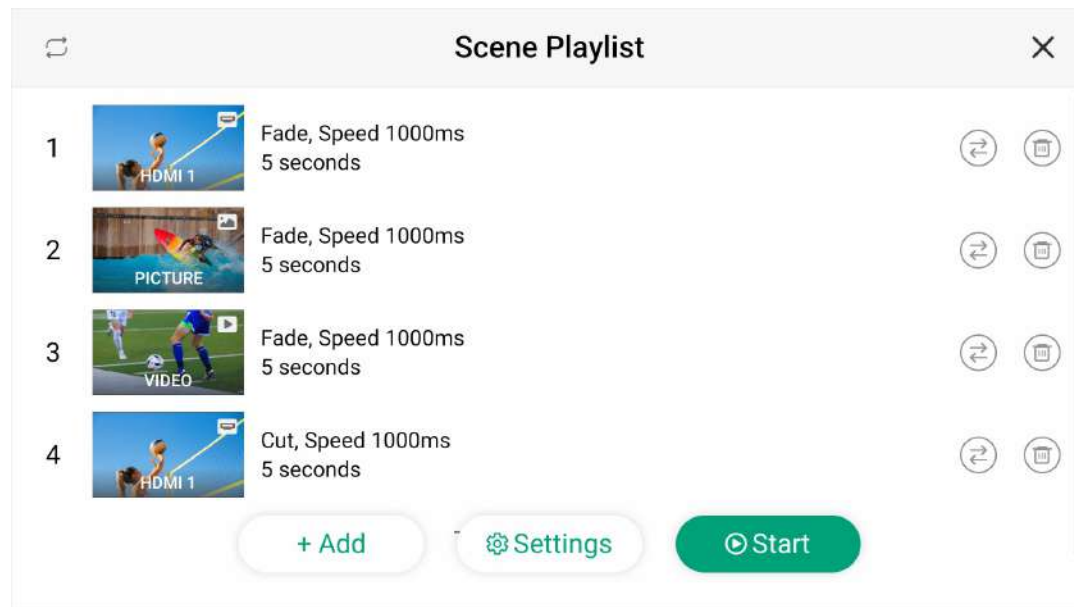 Scene Playlist
1
HDMI 1
Fade, Speed 1000ms
5 seconds
2
PICTURE
Fade, Speed 1000ms
5 seconds
3
VIDEO
Fade, Speed 1000ms
5 seconds
4
HDMI 1
Cut, Speed 1000ms
5 seconds
+ Add
Settings
Start